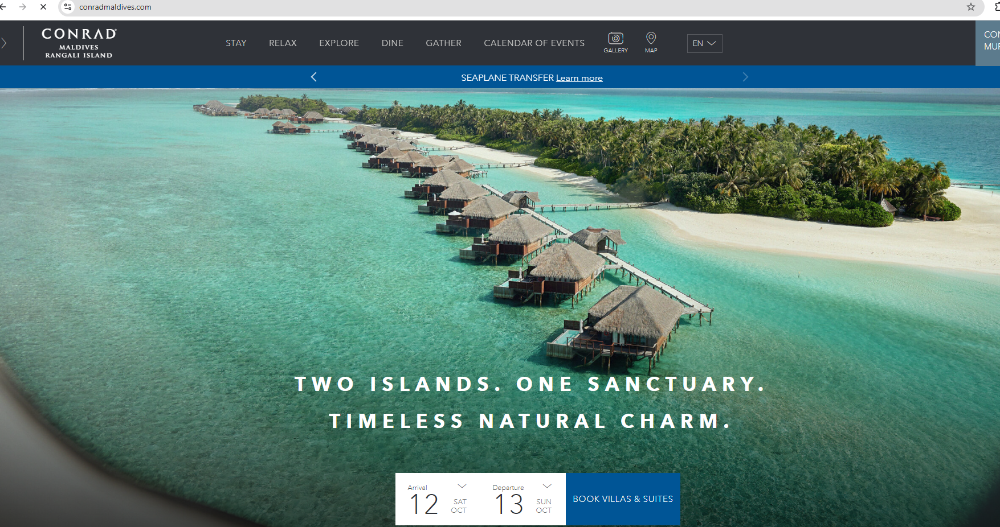 conradmaldives.com
CONRAD
MALDIVES
RANGALI ISLAND
STAY
RELAX
EXPLORE
DINE
GATHER
CALENDAR OF EVENTS
GALLERY
MAP
EN
SEAPLANE TRANSFER Learn more
TWO ISLANDS. ONE SANCTUARY.
TIMELESS NATURAL CHARM.
Arrival
12
SAT
OCT
Departure
13
SUN
OCT
BOOK VILLAS & SUITES